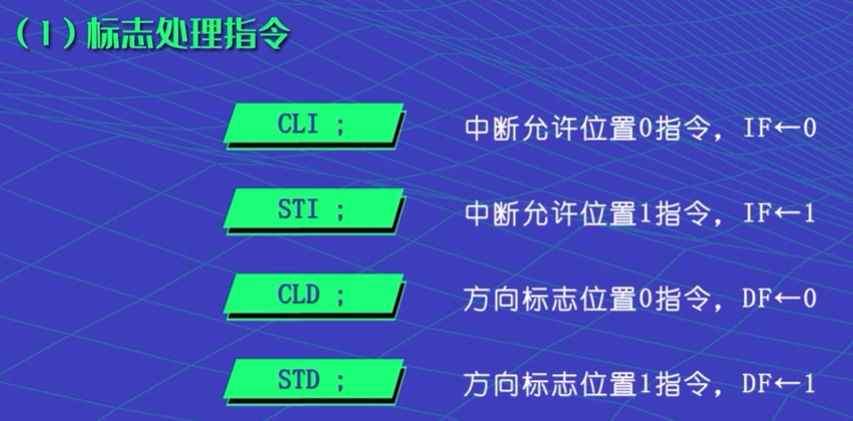 （1）标志处理指令
CLI ; 中断允许位置0指令，IF←0
STI ; 中断允许位置1指令，IF←1
CLD ; 方向标志位置0指令，DF←0
STD ; 方向标志位置1指令，DF←1